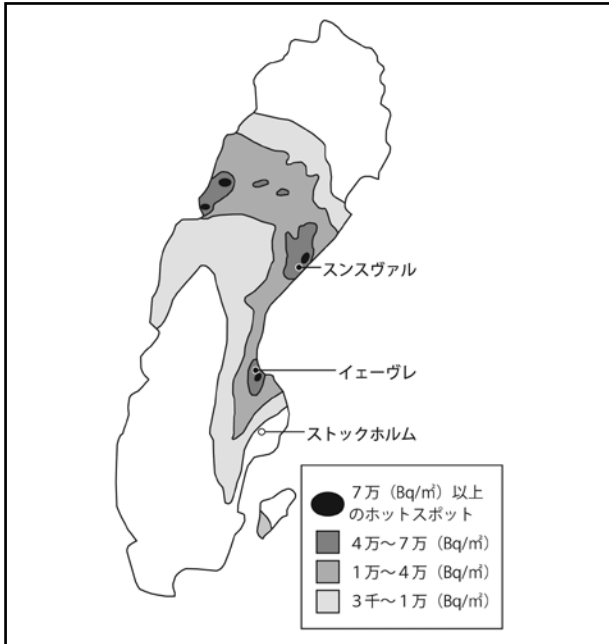 スンスヴァル
イェーヴレ
ストックホルム
7万（Bq/㎡）以上
のホットスポット
4万〜7万（Bq/㎡）
1万〜4万（Bq/㎡）
3千〜1万（Bq/㎡）